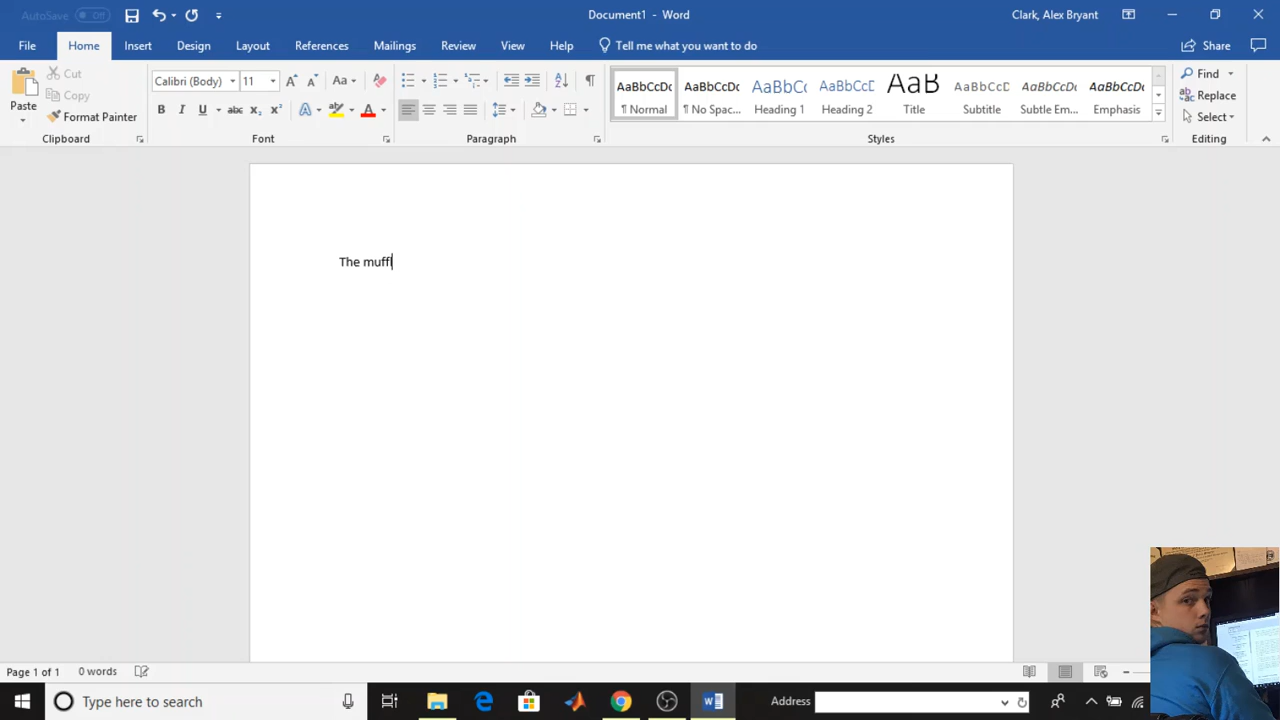 AutoSave Off
Document1 - Word
Clark, Alex Bryant
File Home Insert Design Layout References Mailings Review View Help Tell me what you want to do Share
Paste
Cut
Copy
Format Painter
Clipboard
Calibri (Body) 11
Font
Paragraph
AaBbCcDc AaBbCcDc AaBbC( AaBbCcD AaB AaBbCcD AaBbCcDc AaBbCcDc
¶ Normal ¶ No Spac... Heading 1 Heading 2 Title Subtitle Subtle Em... Emphasis
Styles
Find
Replace
Select
Editing
The muffl
Page 1 of 1 0 words
Type here to search
Address